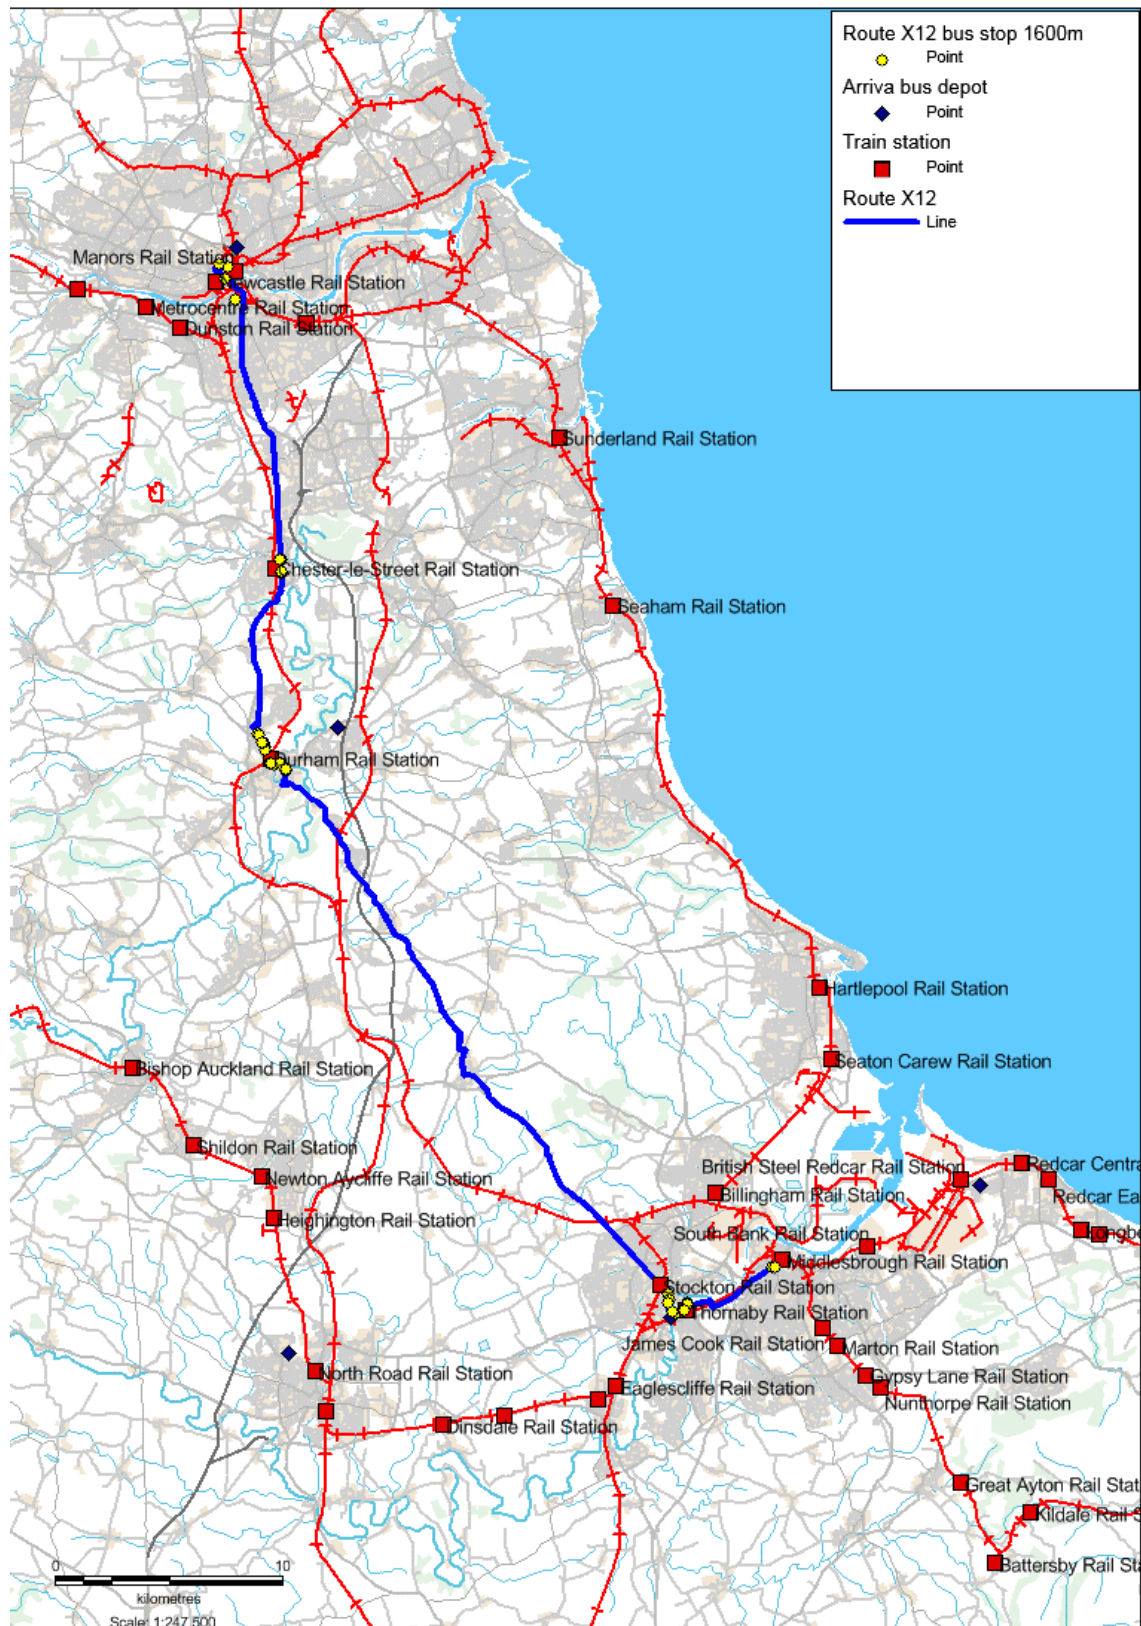 Route X12 bus stop 1600m
Point
Arriva bus depot
Point
Train station
Point
Route X12
Line
Manors Rail Station
Newcastle Rail Station
Metrocentre Rail Station
Dunston Rail Station
Sunderland Rail Station
Chester-le-Street Rail Station
Seaham Rail Station
Durham Rail Station
Hartlepool Rail Station
Seaton Carew Rail Station
Bishop Auckland Rail Station
Shildon Rail Station
Newton Aycliffe Rail Station
British Steel Redcar Rail Station
Redcar Centra
Billingham Rail Station
Redcar Ea
Heighington Rail Station
South Bank Rail Station
Longbe
Middlesbrough Rail Station
Stockton Rail Station
Thornaby Rail Station
James Cook Rail Station
Marton Rail Station
North Road Rail Station
Gypsy Lane Rail Station
Eaglescliffe Rail Station
Nunthorpe Rail Station
Dinsdale Rail Station
Great Ayton Rail Stat
Kildale Rail S
Battersby Rail Sta
0 10
kilometres
Scale: 1:247,500